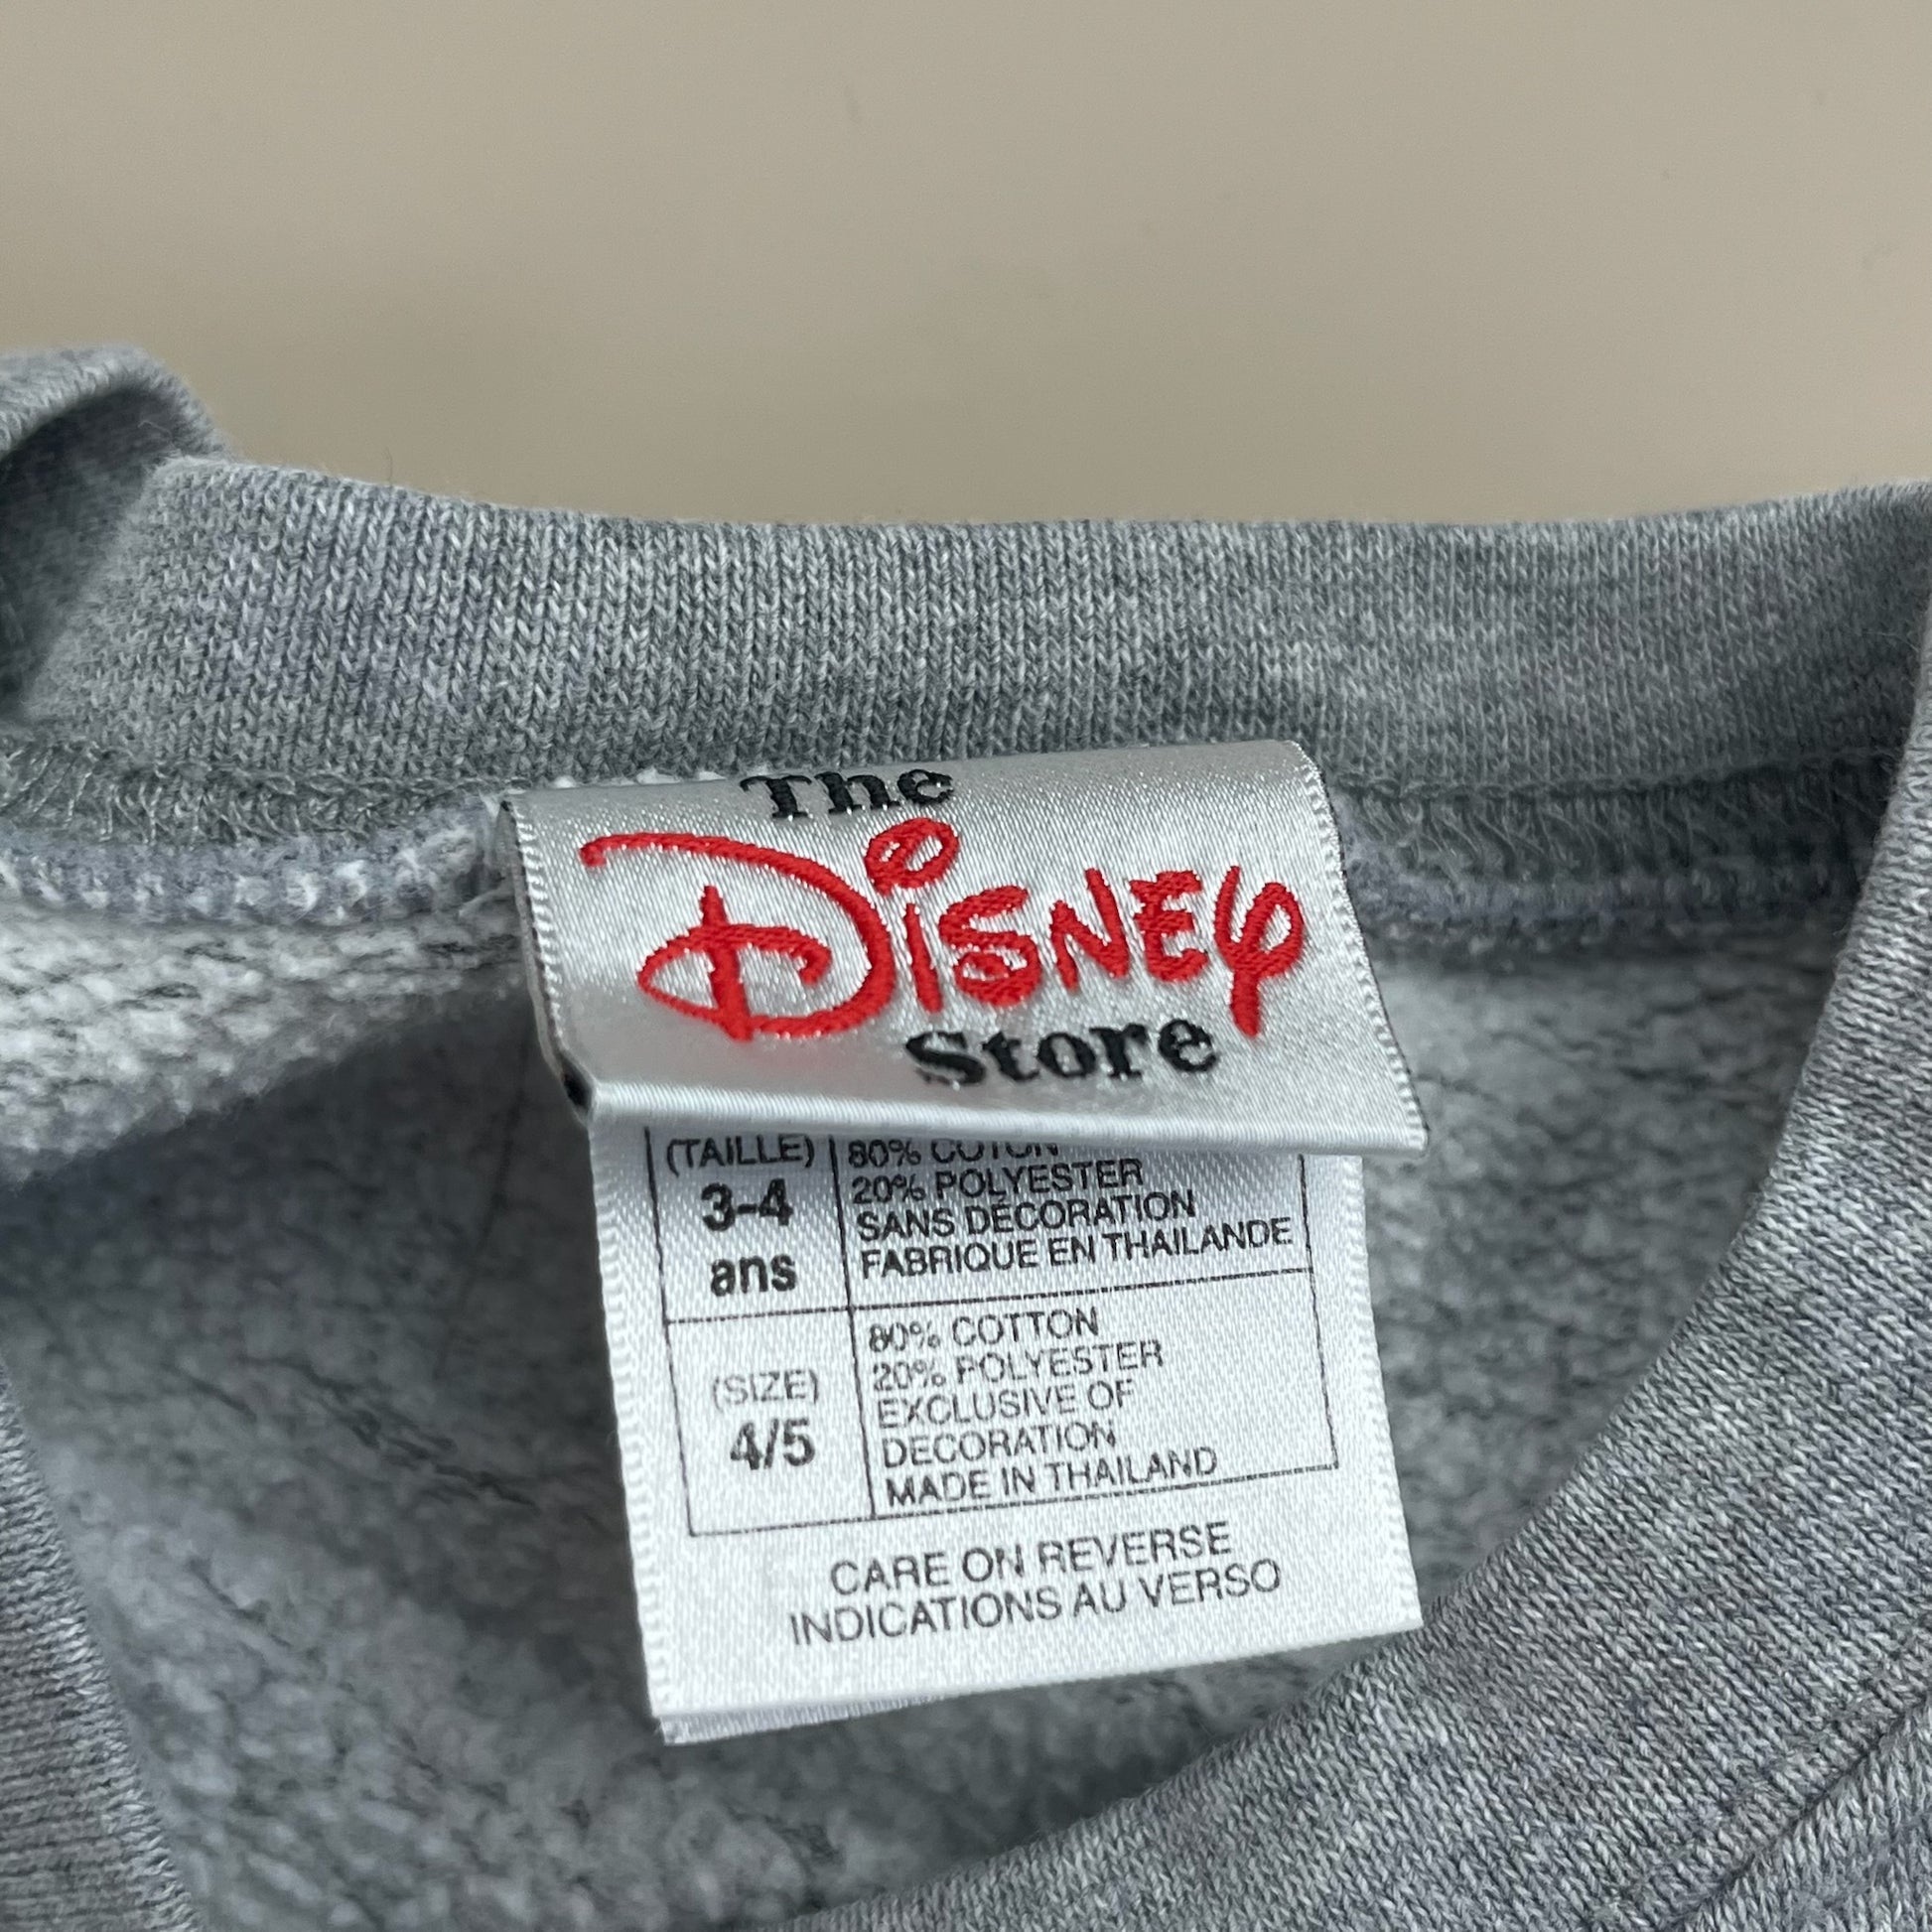 The
Disney
Store
(TAILLE)
3-4
ans
80% COTON
20% POLYESTER
SANS DÉCORATION
FABRIQUE EN THAILANDE
(SIZE)
4/5
80% COTTON
20% POLYESTER
EXCLUSIVE OF
DECORATION
MADE IN THAILAND
CARE ON REVERSE
INDICATIONS AU VERSO